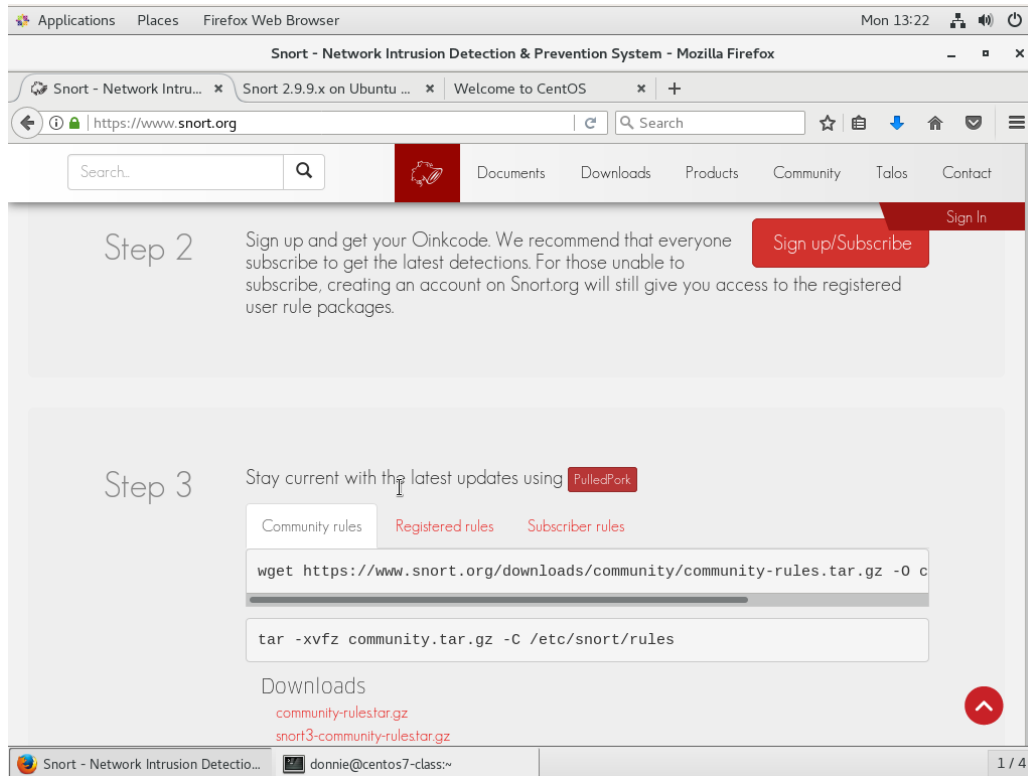 Applications Places Firefox Web Browser Mon 13:22
Snort - Network Intrusion Detection & Prevention System - Mozilla Firefox
Snort - Network Intru... × Snort 2.9.9.x on Ubuntu ... × Welcome to CentOS × +
https://www.snort.org Search
Search... Documents Downloads Products Community Talos Contact
Sign In
Step 2
Sign up and get your Oinkcode. We recommend that everyone
subscribe to get the latest detections. For those unable to
subscribe, creating an account on Snort.org will still give you access to the registered
user rule packages.
Sign up/Subscribe
Step 3
Stay current with the latest updates using PulledPork
Community rules Registered rules Subscriber rules
wget https://www.snort.org/downloads/community/community-rules.tar.gz -O c
tar -xvfz community.tar.gz -C /etc/snort/rules
Downloads
community-rules.tar.gz
snort3-community-rules.tar.gz
Snort - Network Intrusion Detectio... donnie@centos7-class:~ 1 / 4